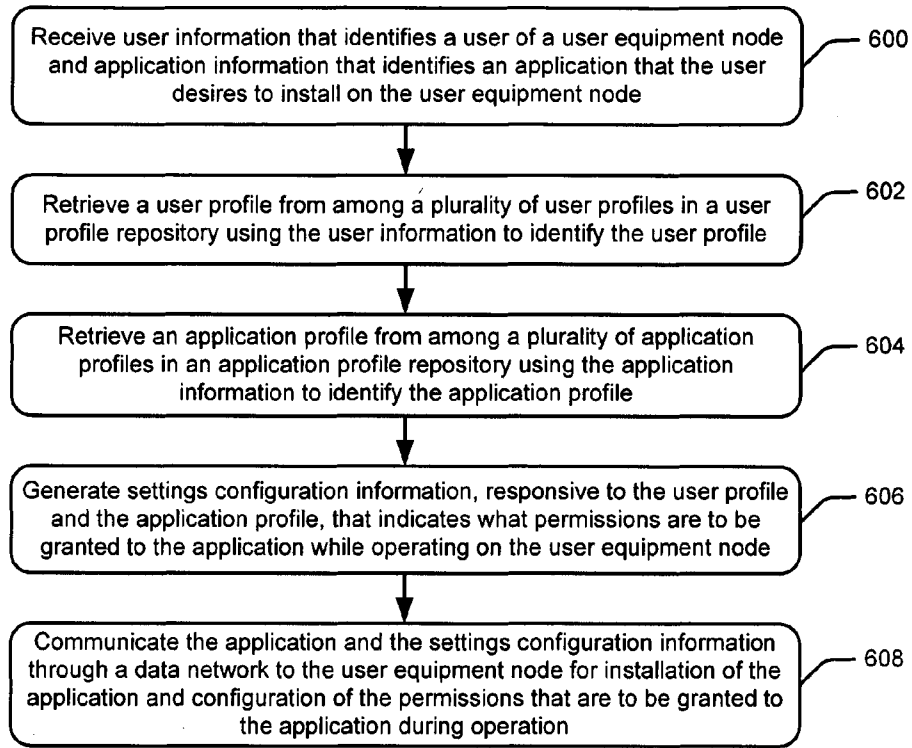 Receive user information that identifies a user of a user equipment node
and application information that identifies an application that the user
desires to install on the user equipment node
600
Retrieve a user profile from among a plurality of user profiles in a user
profile repository using the user information to identify the user profile
602
Retrieve an application profile from among a plurality of application
profiles in an application profile repository using the application
information to identify the application profile
604
Generate settings configuration information, responsive to the user profile
and the application profile, that indicates what permissions are to be
granted to the application while operating on the user equipment node
606
Communicate the application and the settings configuration information
through a data network to the user equipment node for installation of the
application and configuration of the permissions that are to be granted to
the application during operation
608